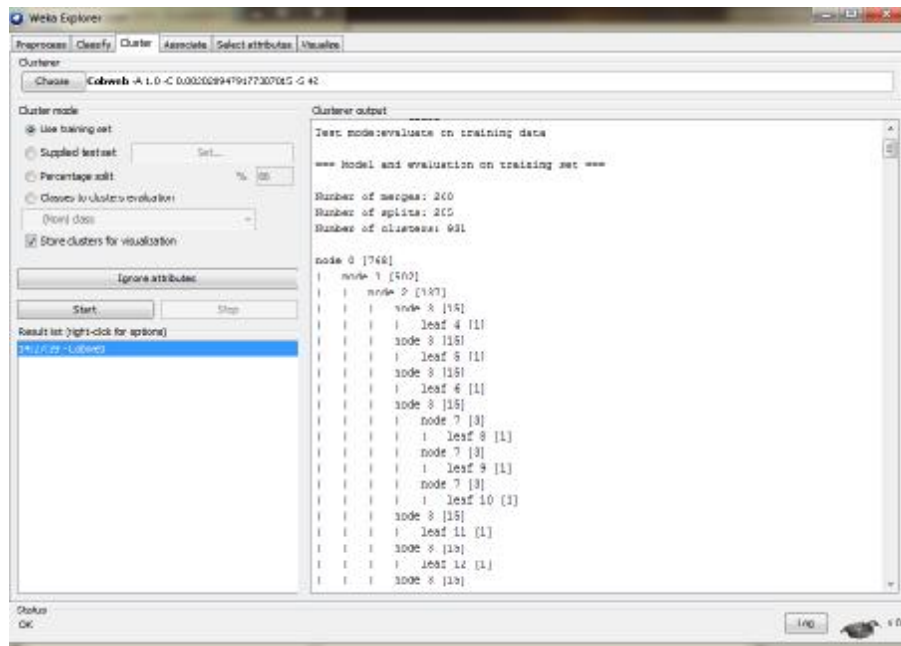 Weka Explorer
Preprocess Classify Cluster Associate Select attributes Visualize
Clusterer
Choose Cobweb -A 1.0 -C 0.0028209479177387815 -S 42
Cluster mode
Use training set
Supplied test set Set...
Percentage split %
Classes to clusters evaluation
(Nom) class
Store clusters for visualization
Ignore attributes
Start Stop
Result list (right-click for options)
- Cobweb
Clusterer output
Test mode:evaluate on training data
=== Model and evaluation on training set ===
Number of merges:
Number of splits:
Number of clusters:
node 0 [768]
| node 1 [502]
| | node 2
| | | node 3 [15]
| | | | leaf 4 [1]
| | | node 3 [15]
| | | | leaf 5 [1]
| | | node 3 [15]
| | | | leaf 6 [1]
| | | node 3 [15]
| | | | node 7 [3]
| | | | | leaf 8 [1]
| | | | node 7 [3]
| | | | | leaf 9 [1]
| | | | node 7 [3]
| | | | | leaf 10 [1]
| | | node 3 [15]
| | | | leaf 11 [1]
| | | node 3 [15]
| | | | leaf 12 [1]
| | | node 3 [15]
Status
OK
Log
x 0